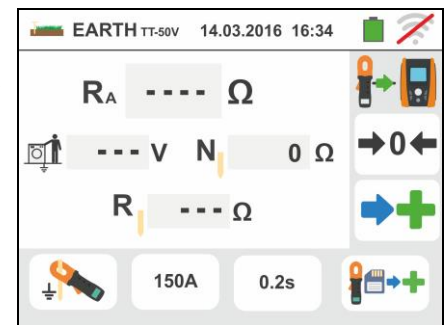 EARTH TT-50V 14.03.2016 16:34
RA ---- Ω
--- V N 0 Ω
→0←
R --- Ω
150A 0.2s